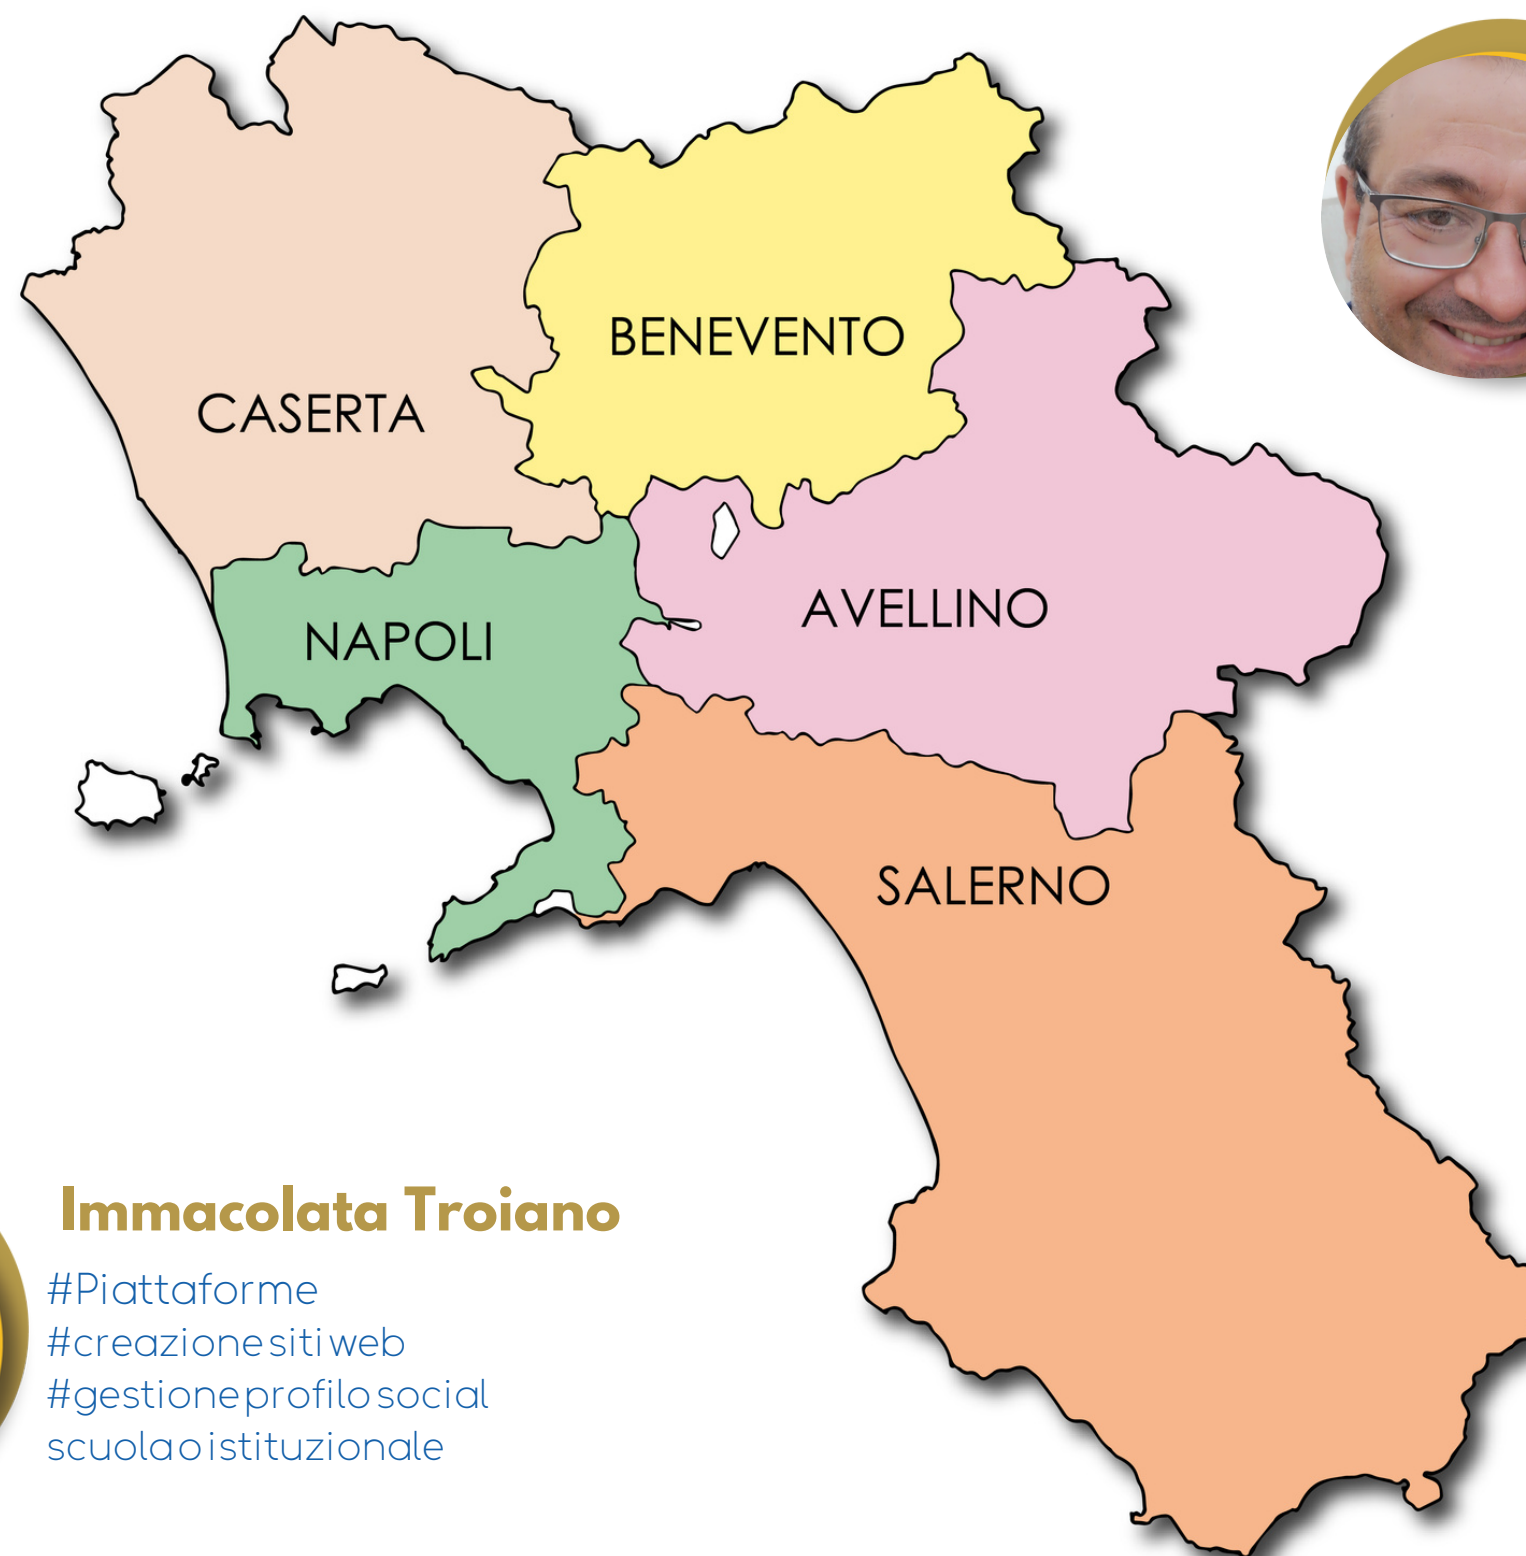 BENEVENTO
CASERTA
AVELLINO
NAPOLI
SALERNO
Immacolata Troiano
#Piattaforme
#creazione siti web
#gestione profilo social
scuola o istituzionale